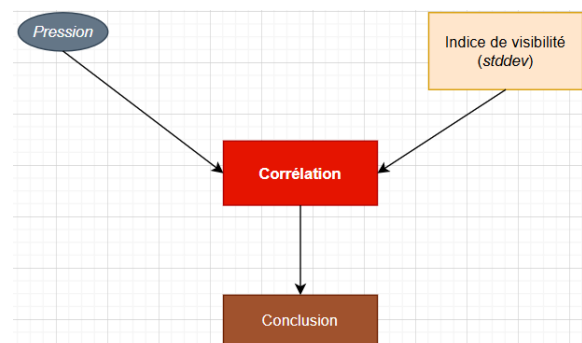 Pression
Indice de visibilité
(stddev)
Corrélation
Conclusion